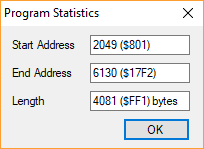 Program Statistics
Start Address 2049 ($801)
End Address 6130 ($17F2)
Length 4081 ($FF1) bytes
OK